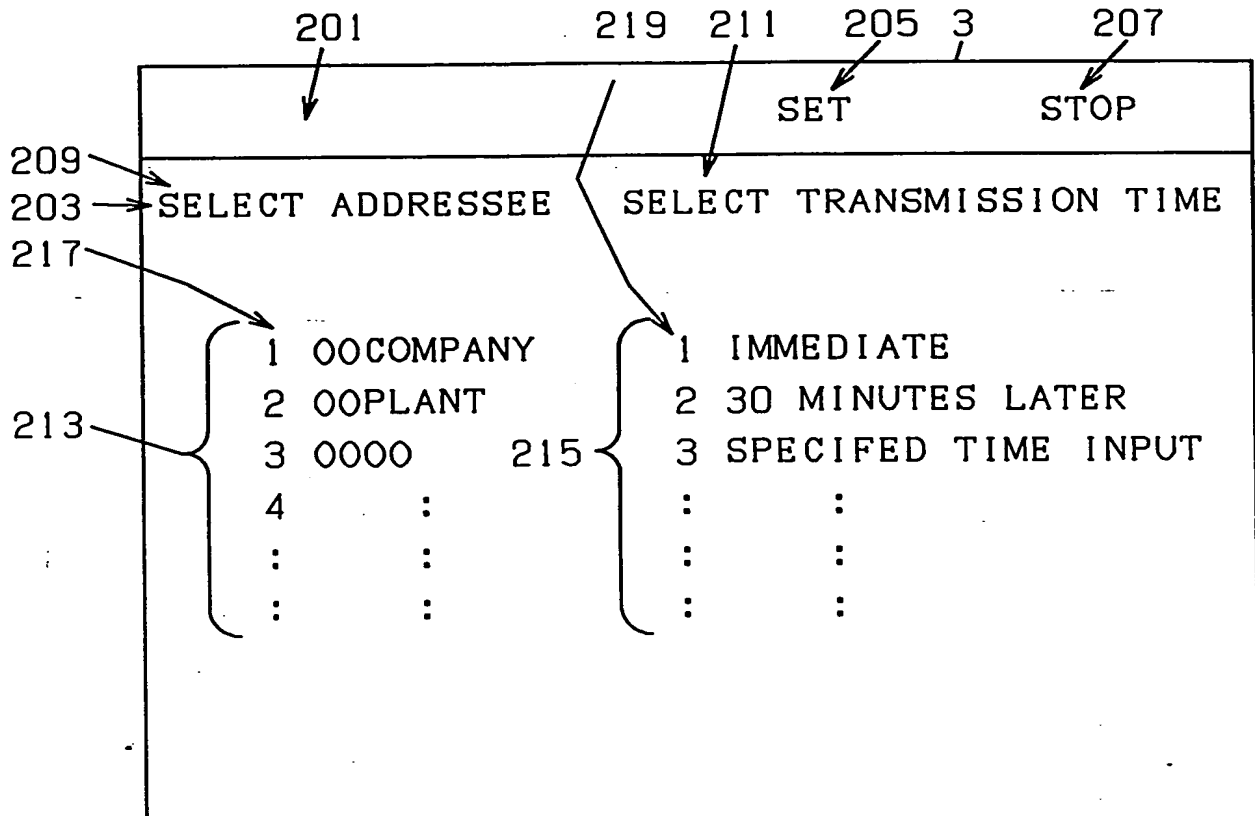 201 219 211 205 3 207
SET STOP
209
203 SELECT ADDRESSEE SELECT TRANSMISSION TIME
217
1 OOCOMPANY 1 IMMEDIATE
2 OOPLANT 2 30 MINUTES LATER
213 3 OOOO 215 3 SPECIFED TIME INPUT
4 : : :
: : : :
: : : :